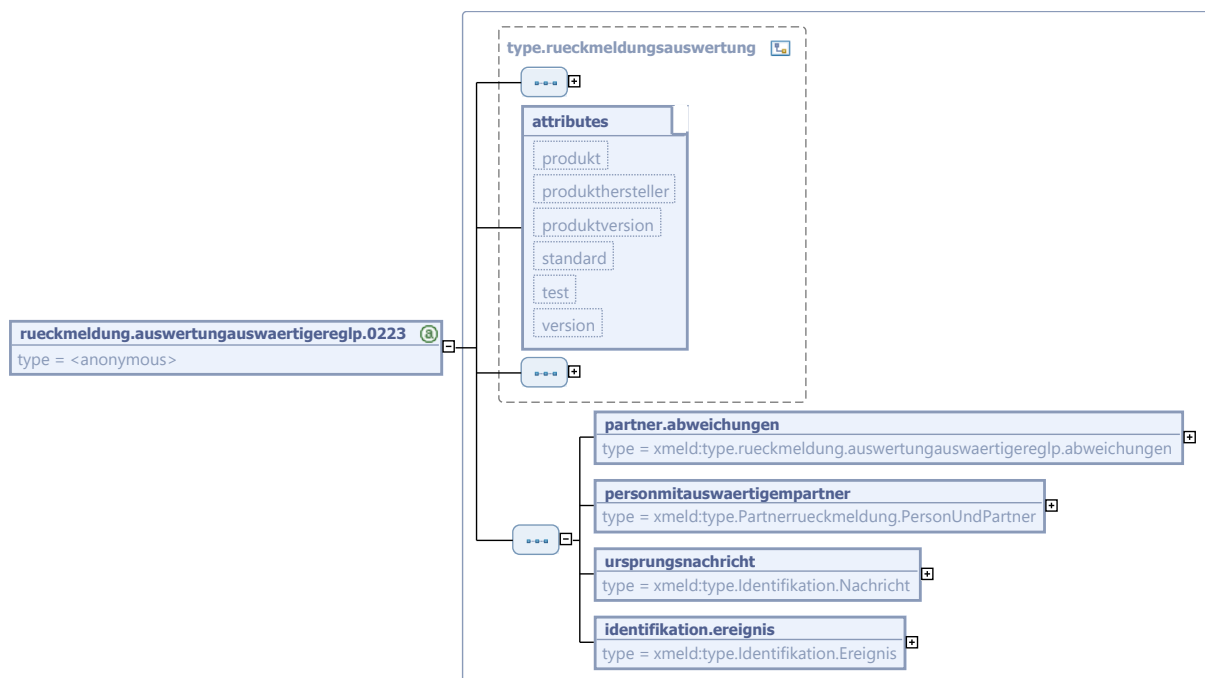 type.rueckmeldungsauswertung
attributes
produkt
produkthersteller
produktversion
standard
test
version
rueckmeldung.auswertungauswaertigereglp.0223 a
type = <anonymous>
partner.abweichungen
type = xmeld:type.rueckmeldung.auswertungauswaertigereglp.abweichungen
personmitauswaertigempartner
type = xmeld:type.Partnerrueckmeldung.PersonUndPartner
ursprungsnachricht
type = xmeld:type.Identifikation.Nachricht
identifikation.ereignis
type = xmeld:type.Identifikation.Ereignis